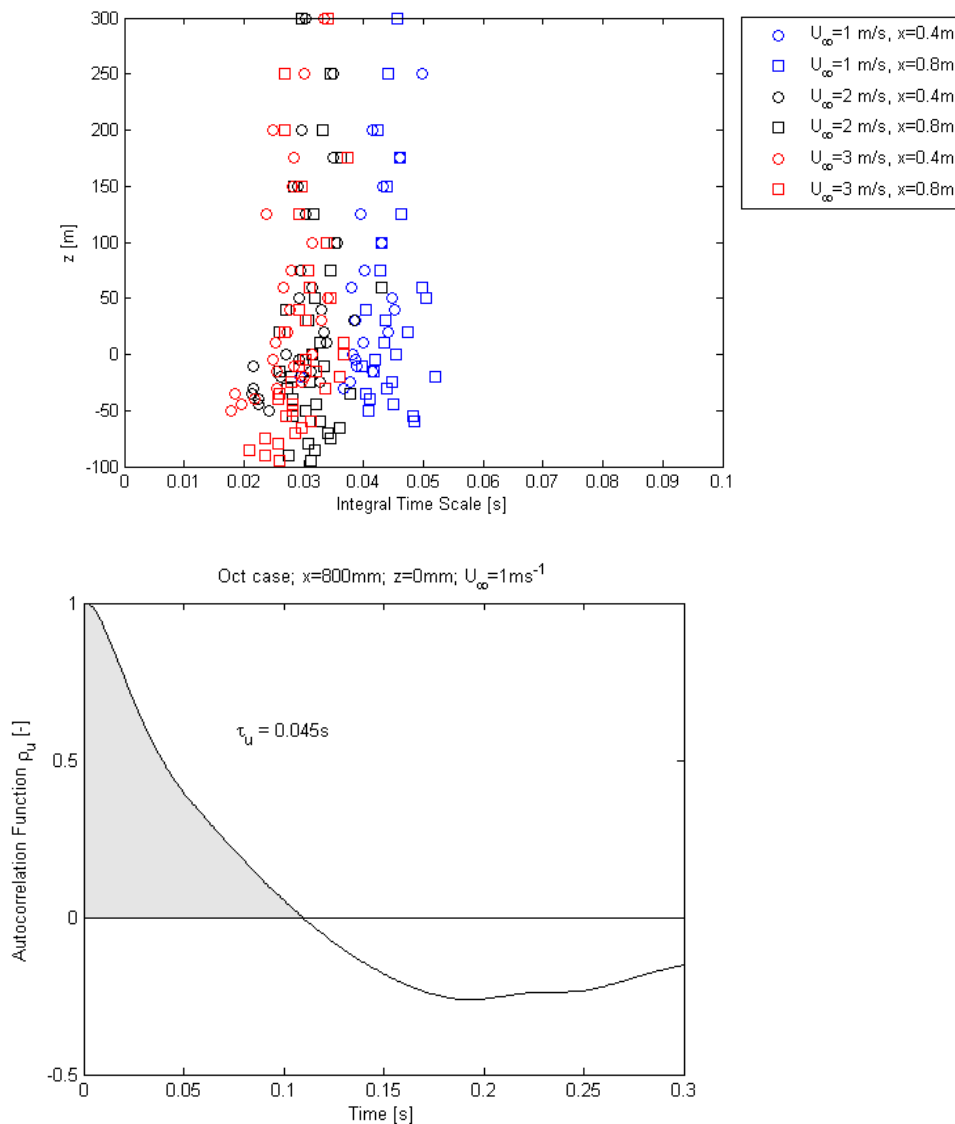 300
250
200
150
100
50
0
-50
-100
z [m]
0 0.01 0.02 0.03 0.04 0.05 0.06 0.07 0.08 0.09 0.1
Integral Time Scale [s]
U∞=1 m/s, x=0.4m
U∞=1 m/s, x=0.8m
U∞=2 m/s, x=0.4m
U∞=2 m/s, x=0.8m
U∞=3 m/s, x=0.4m
U∞=3 m/s, x=0.8m
Oct case; x=800mm; z=0mm; U∞=1ms⁻¹
1
0.5
0
-0.5
Autocorrelation Function ρu [-]
τu = 0.045s
0 0.05 0.1 0.15 0.2 0.25 0.3
Time [s]